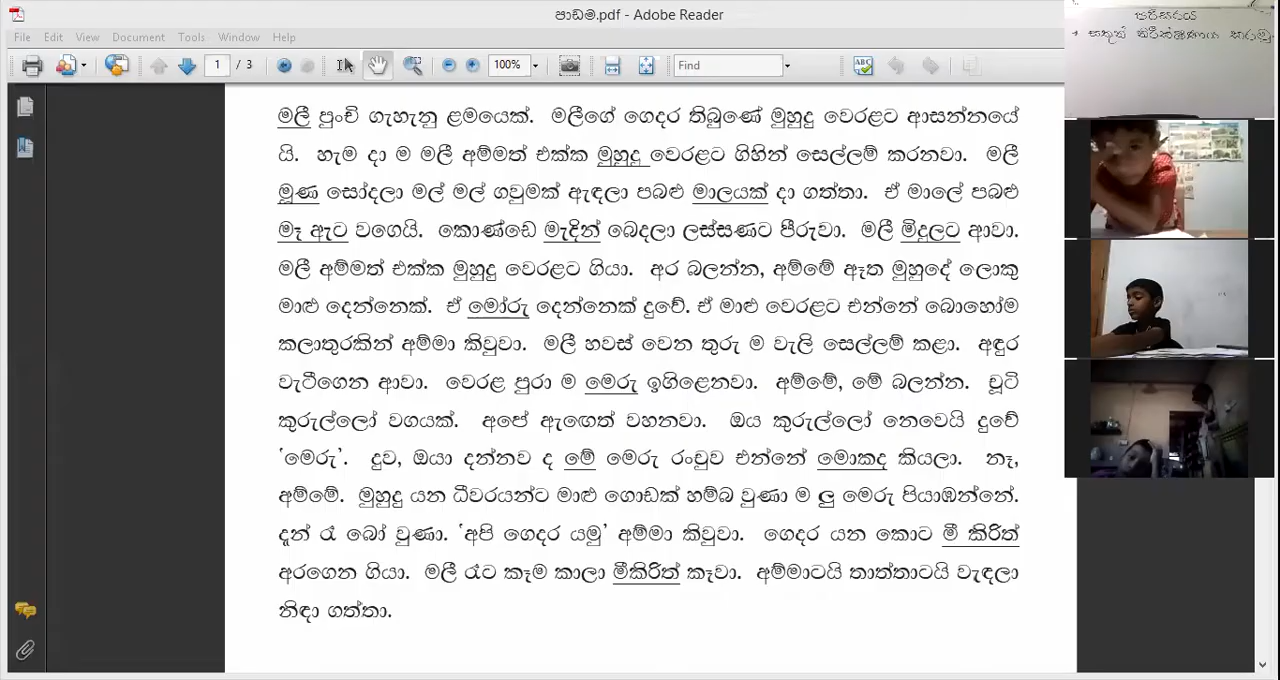 පාඩම.pdf - Adobe Reader
File Edit View Document Tools Window Help
1 / 3 100% Find
මලී පුංචි ගැහැනු ළමයෙක්. මලීගේ ගෙදර තිබුණේ මුහුදු වෙරළට ආසන්නයේ
යි. හැම දා ම මලී අම්මත් එක්ක මුහුදු වෙරළට ගිහින් සෙල්ලම් කරනවා. මලී
මූණ සෝදලා මල් මල් ගවුමක් ඇඳලා පබළු මාලයක් දා ගත්තා. ඒ මාලේ පබළු
මෑ ඇට වගෙයි. කොණ්ඩෙ මැදින් බෙදලා ලස්සණට පීරුවා. මලී මිදුලට ආවා.
මලී අම්මත් එක්ක මුහුදු වෙරළට ගියා. අර බලන්න, අම්මේ ඈත මුහුදේ ලොකු
මාළු දෙන්නෙක්. ඒ මෝරු දෙන්නෙක් දුවේ. ඒ මාළු වෙරළට එන්නේ බොහෝම
කලාතුරකින් අම්මා කිවුවා. මලී හවස් වෙන තුරු ම වැලි සෙල්ලම් කළා. අඳුර
වැටීගෙන ආවා. වෙරළ පුරා ම මෙරු ඉගිළෙනවා. අම්මේ, මේ බලන්න. චූටි
කුරුල්ලෝ වගයක්. අපේ ඇඟෙත් වහනවා. ඔය කුරුල්ලෝ නෙවෙයි දුවේ
‘මෙරු’. දුව, ඔයා දන්නව ද මේ මෙරු රංචුව එන්නේ මොකද කියලා. නෑ,
අම්මේ. මුහුදු යන ධීවරයන්ට මාළු ගොඩක් හම්බ වුණා ම ලු මෙරු පියාඹන්නේ.
දැන් රෑ බෝ වුණා. ‘අපි ගෙදර යමු’ අම්මා කිවුවා. ගෙදර යන කොට මී කිරිත්
අරගෙන ගියා. මලී රෑට කෑම කාලා මීකිරිත් කෑවා. අම්මාටයි තාත්තාටයි වැඳලා
නිඳා ගත්තා.
පරිසරය
සතුන් නිරීක්ෂණය කරමු.